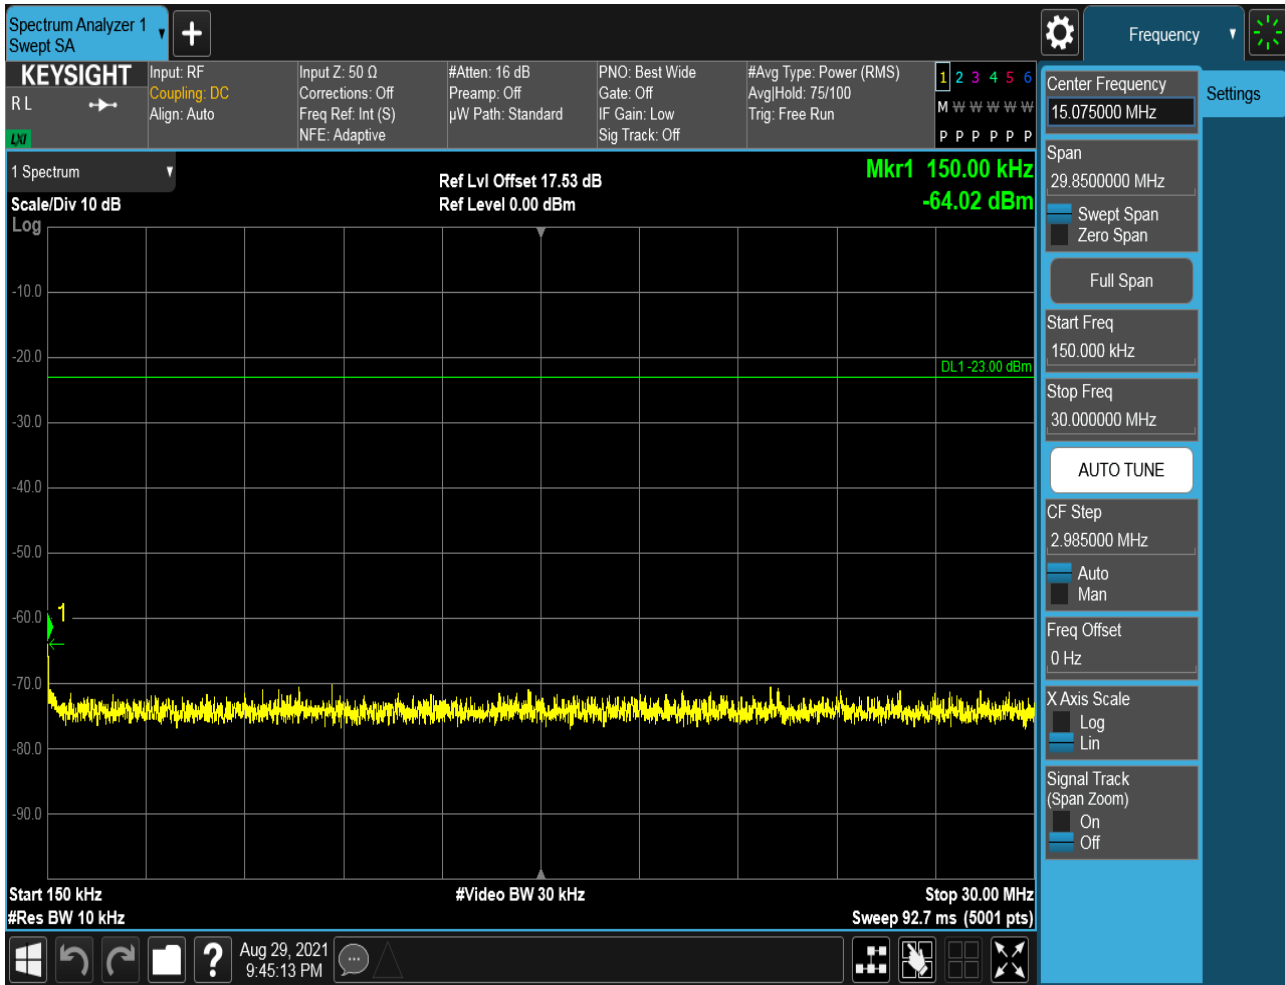 Spectrum Analyzer 1
Swept SA
Frequency
KEYSIGHT
R L
LXI
Input: RF
Coupling: DC
Align: Auto
Input Z: 50 Ω
Corrections: Off
Freq Ref: Int (S)
NFE: Adaptive
#Atten: 16 dB
Preamp: Off
µW Path: Standard
PNO: Best Wide
Gate: Off
IF Gain: Low
Sig Track: Off
#Avg Type: Power (RMS)
Avg|Hold: 75/100
Trig: Free Run
1 2 3 4 5 6
M W W W W W
P P P P P P
1 Spectrum
Scale/Div 10 dB
Log
Ref Lvl Offset 17.53 dB
Ref Level 0.00 dBm
Mkr1 150.00 kHz
-64.02 dBm
-10.0
-20.0
DL1 -23.00 dBm
-30.0
-40.0
-50.0
-60.0
1
-70.0
-80.0
-90.0
Start 150 kHz
#Video BW 30 kHz
Stop 30.00 MHz
#Res BW 10 kHz
Sweep 92.7 ms (5001 pts)
?
Aug 29, 2021
9:45:13 PM
Center Frequency
15.075000 MHz
Settings
Span
29.8500000 MHz
Swept Span
Zero Span
Full Span
Start Freq
150.000 kHz
Stop Freq
30.000000 MHz
AUTO TUNE
CF Step
2.985000 MHz
Auto
Man
Freq Offset
0 Hz
X Axis Scale
Log
Lin
Signal Track
(Span Zoom)
On
Off